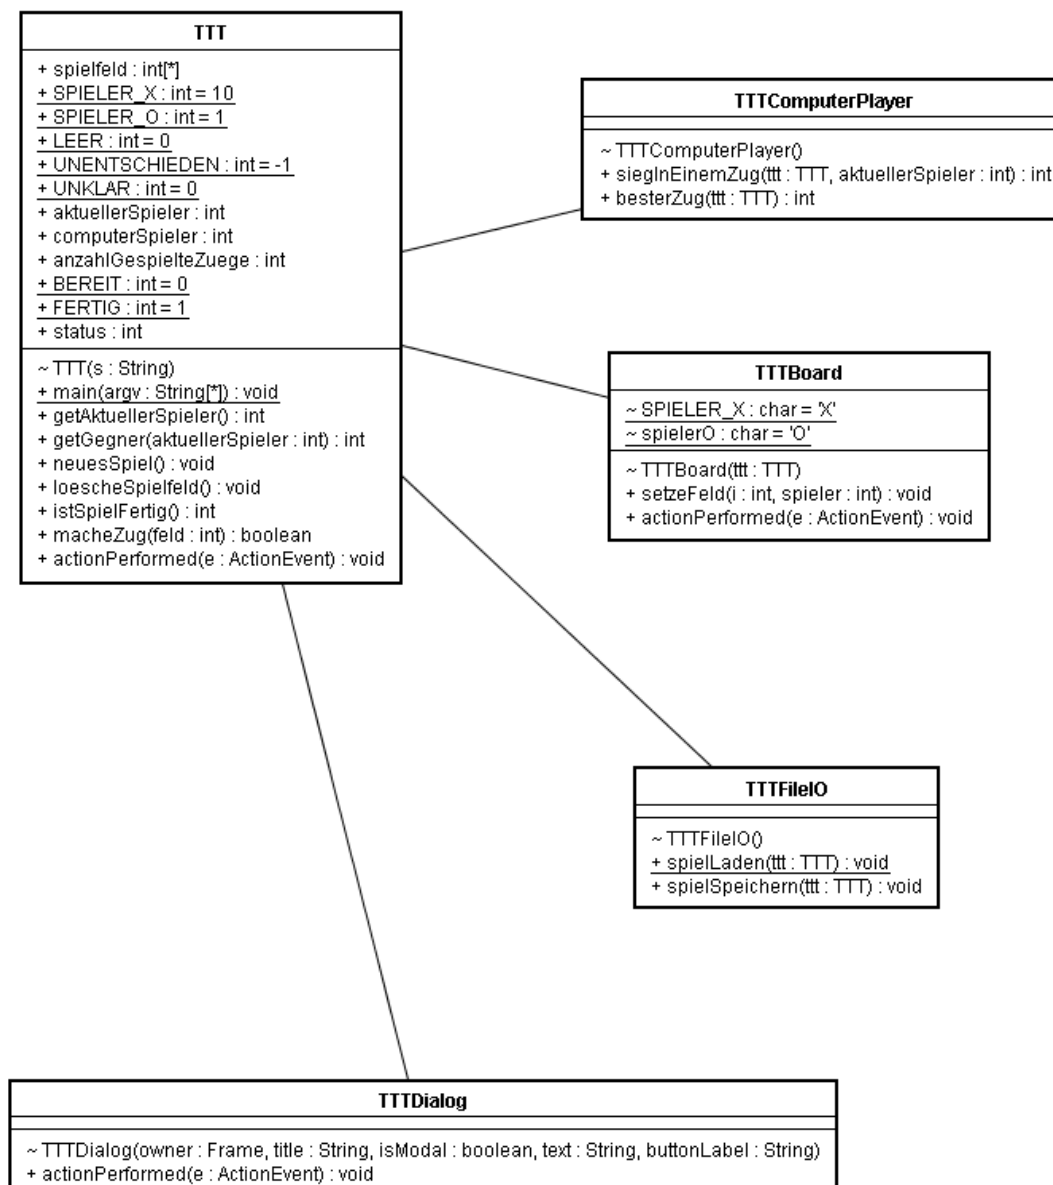 TTT
+ spielfeld : int[*]
+ SPIELER_X : int = 10
+ SPIELER_O : int = 1
+ LEER : int = 0
+ UNENTSCHIEDEN : int = -1
+ UNKLAR : int = 0
+ aktuellerSpieler : int
+ computerSpieler : int
+ anzahlGespielteZuege : int
+ BEREIT : int = 0
+ FERTIG : int = 1
+ status : int
~ TTT(s : String)
+ main(argv : String[*]) : void
+ getAktuellerSpieler() : int
+ getGegner(aktuellerSpieler : int) : int
+ neuesSpiel() : void
+ loescheSpielfeld() : void
+ istSpielFertig() : int
+ macheZug(feld : int) : boolean
+ actionPerformed(e : ActionEvent) : void
TTTComputerPlayer
~ TTTComputerPlayer()
+ siegInEinemZug(ttt : TTT, aktuellerSpieler : int) : int
+ besterZug(ttt : TTT) : int
TTTBoard
~ SPIELER_X : char = 'X'
~ spielerO : char = 'O'
~ TTTBoard(ttt : TTT)
+ setzeFeld(i : int, spieler : int) : void
+ actionPerformed(e : ActionEvent) : void
TTTFileIO
~ TTTFileIO()
+ spielLaden(ttt : TTT) : void
+ spielSpeichern(ttt : TTT) : void
TTTDialog
~ TTTDialog(owner : Frame, title : String, isModal : boolean, text : String, buttonLabel : String)
+ actionPerformed(e : ActionEvent) : void